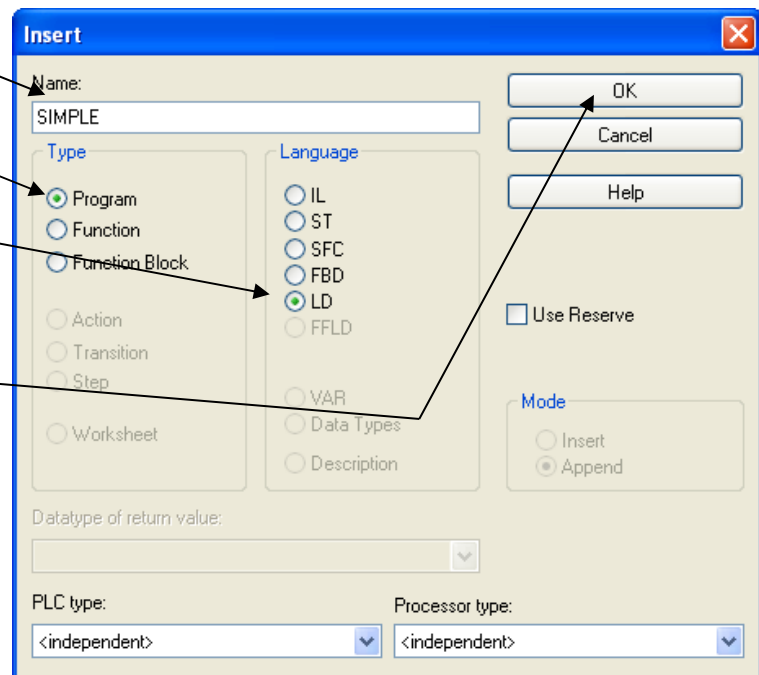 Insert
Name:
SIMPLE
OK
Cancel
Help
Type
Program
Function
Function Block
Action
Transition
Step
Worksheet
Language
IL
ST
SFC
FBD
LD
FFLD
VAR
Data Types
Description
Use Reserve
Mode
Insert
Append
Datatype of return value:
PLC type:
<independent>
Processor type:
<independent>